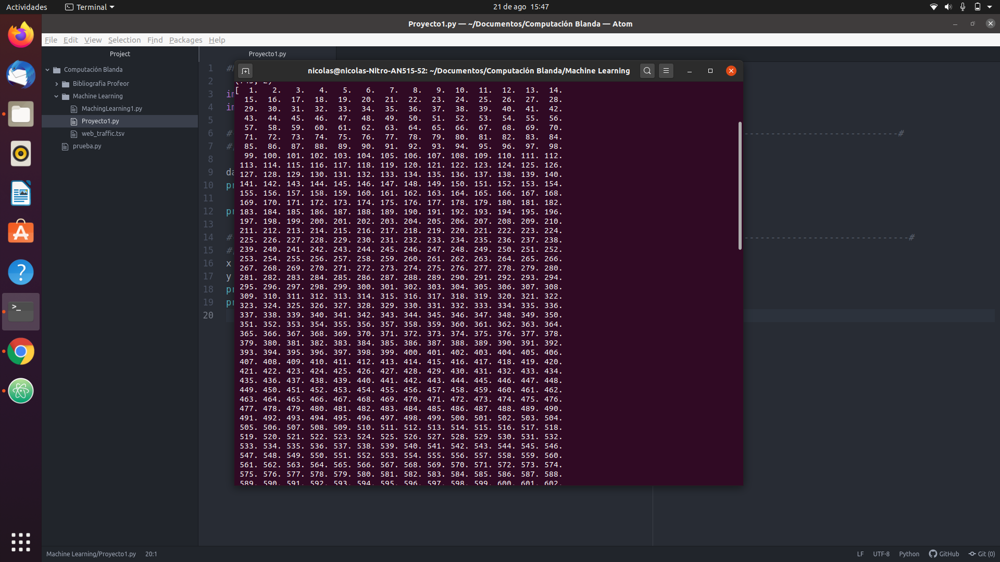 Actividades
Terminal
21 de ago 15:47
Proyecto1.py — ~/Documentos/Computación Blanda — Atom
File Edit View Selection Find Packages Help
Project
Computación Blanda
Bibliografia Profeor
Machine Learning
MachingLearning1.py
Proyecto1.py
web_traffic.tsv
prueba.py
Proyecto1.py
1 #
2
3 im
4 im
5
6 #
7 #
8
9 da
10 pr
11
12 pr
13
14 #
15 #
16 x
17 y
18 pr
19 pr
20
---------------------------#
-----------------------------#
nicolas@nicolas-Nitro-AN515-52: ~/Documentos/Computación Blanda/Machine Learning
[ 1. 2. 3. 4. 5. 6. 7. 8. 9. 10. 11. 12. 13. 14.
15. 16. 17. 18. 19. 20. 21. 22. 23. 24. 25. 26. 27. 28.
29. 30. 31. 32. 33. 34. 35. 36. 37. 38. 39. 40. 41. 42.
43. 44. 45. 46. 47. 48. 49. 50. 51. 52. 53. 54. 55. 56.
57. 58. 59. 60. 61. 62. 63. 64. 65. 66. 67. 68. 69. 70.
71. 72. 73. 74. 75. 76. 77. 78. 79. 80. 81. 82. 83. 84.
85. 86. 87. 88. 89. 90. 91. 92. 93. 94. 95. 96. 97. 98.
99. 100. 101. 102. 103. 104. 105. 106. 107. 108. 109. 110. 111. 112.
113. 114. 115. 116. 117. 118. 119. 120. 121. 122. 123. 124. 125. 126.
127. 128. 129. 130. 131. 132. 133. 134. 135. 136. 137. 138. 139. 140.
141. 142. 143. 144. 145. 146. 147. 148. 149. 150. 151. 152. 153. 154.
155. 156. 157. 158. 159. 160. 161. 162. 163. 164. 165. 166. 167. 168.
169. 170. 171. 172. 173. 174. 175. 176. 177. 178. 179. 180. 181. 182.
183. 184. 185. 186. 187. 188. 189. 190. 191. 192. 193. 194. 195. 196.
197. 198. 199. 200. 201. 202. 203. 204. 205. 206. 207. 208. 209. 210.
211. 212. 213. 214. 215. 216. 217. 218. 219. 220. 221. 222. 223. 224.
225. 226. 227. 228. 229. 230. 231. 232. 233. 234. 235. 236. 237. 238.
239. 240. 241. 242. 243. 244. 245. 246. 247. 248. 249. 250. 251. 252.
253. 254. 255. 256. 257. 258. 259. 260. 261. 262. 263. 264. 265. 266.
267. 268. 269. 270. 271. 272. 273. 274. 275. 276. 277. 278. 279. 280.
281. 282. 283. 284. 285. 286. 287. 288. 289. 290. 291. 292. 293. 294.
295. 296. 297. 298. 299. 300. 301. 302. 303. 304. 305. 306. 307. 308.
309. 310. 311. 312. 313. 314. 315. 316. 317. 318. 319. 320. 321. 322.
323. 324. 325. 326. 327. 328. 329. 330. 331. 332. 333. 334. 335. 336.
337. 338. 339. 340. 341. 342. 343. 344. 345. 346. 347. 348. 349. 350.
351. 352. 353. 354. 355. 356. 357. 358. 359. 360. 361. 362. 363. 364.
365. 366. 367. 368. 369. 370. 371. 372. 373. 374. 375. 376. 377. 378.
379. 380. 381. 382. 383. 384. 385. 386. 387. 388. 389. 390. 391. 392.
393. 394. 395. 396. 397. 398. 399. 400. 401. 402. 403. 404. 405. 406.
407. 408. 409. 410. 411. 412. 413. 414. 415. 416. 417. 418. 419. 420.
421. 422. 423. 424. 425. 426. 427. 428. 429. 430. 431. 432. 433. 434.
435. 436. 437. 438. 439. 440. 441. 442. 443. 444. 445. 446. 447. 448.
449. 450. 451. 452. 453. 454. 455. 456. 457. 458. 459. 460. 461. 462.
463. 464. 465. 466. 467. 468. 469. 470. 471. 472. 473. 474. 475. 476.
477. 478. 479. 480. 481. 482. 483. 484. 485. 486. 487. 488. 489. 490.
491. 492. 493. 494. 495. 496. 497. 498. 499. 500. 501. 502. 503. 504.
505. 506. 507. 508. 509. 510. 511. 512. 513. 514. 515. 516. 517. 518.
519. 520. 521. 522. 523. 524. 525. 526. 527. 528. 529. 530. 531. 532.
533. 534. 535. 536. 537. 538. 539. 540. 541. 542. 543. 544. 545. 546.
547. 548. 549. 550. 551. 552. 553. 554. 555. 556. 557. 558. 559. 560.
561. 562. 563. 564. 565. 566. 567. 568. 569. 570. 571. 572. 573. 574.
575. 576. 577. 578. 579. 580. 581. 582. 583. 584. 585. 586. 587. 588.
589. 590. 591. 592. 593. 594. 595. 596. 597. 598. 599. 600. 601. 602.
Machine Learning/Proyecto1.py 20:1
LF UTF-8 Python GitHub Git (0)